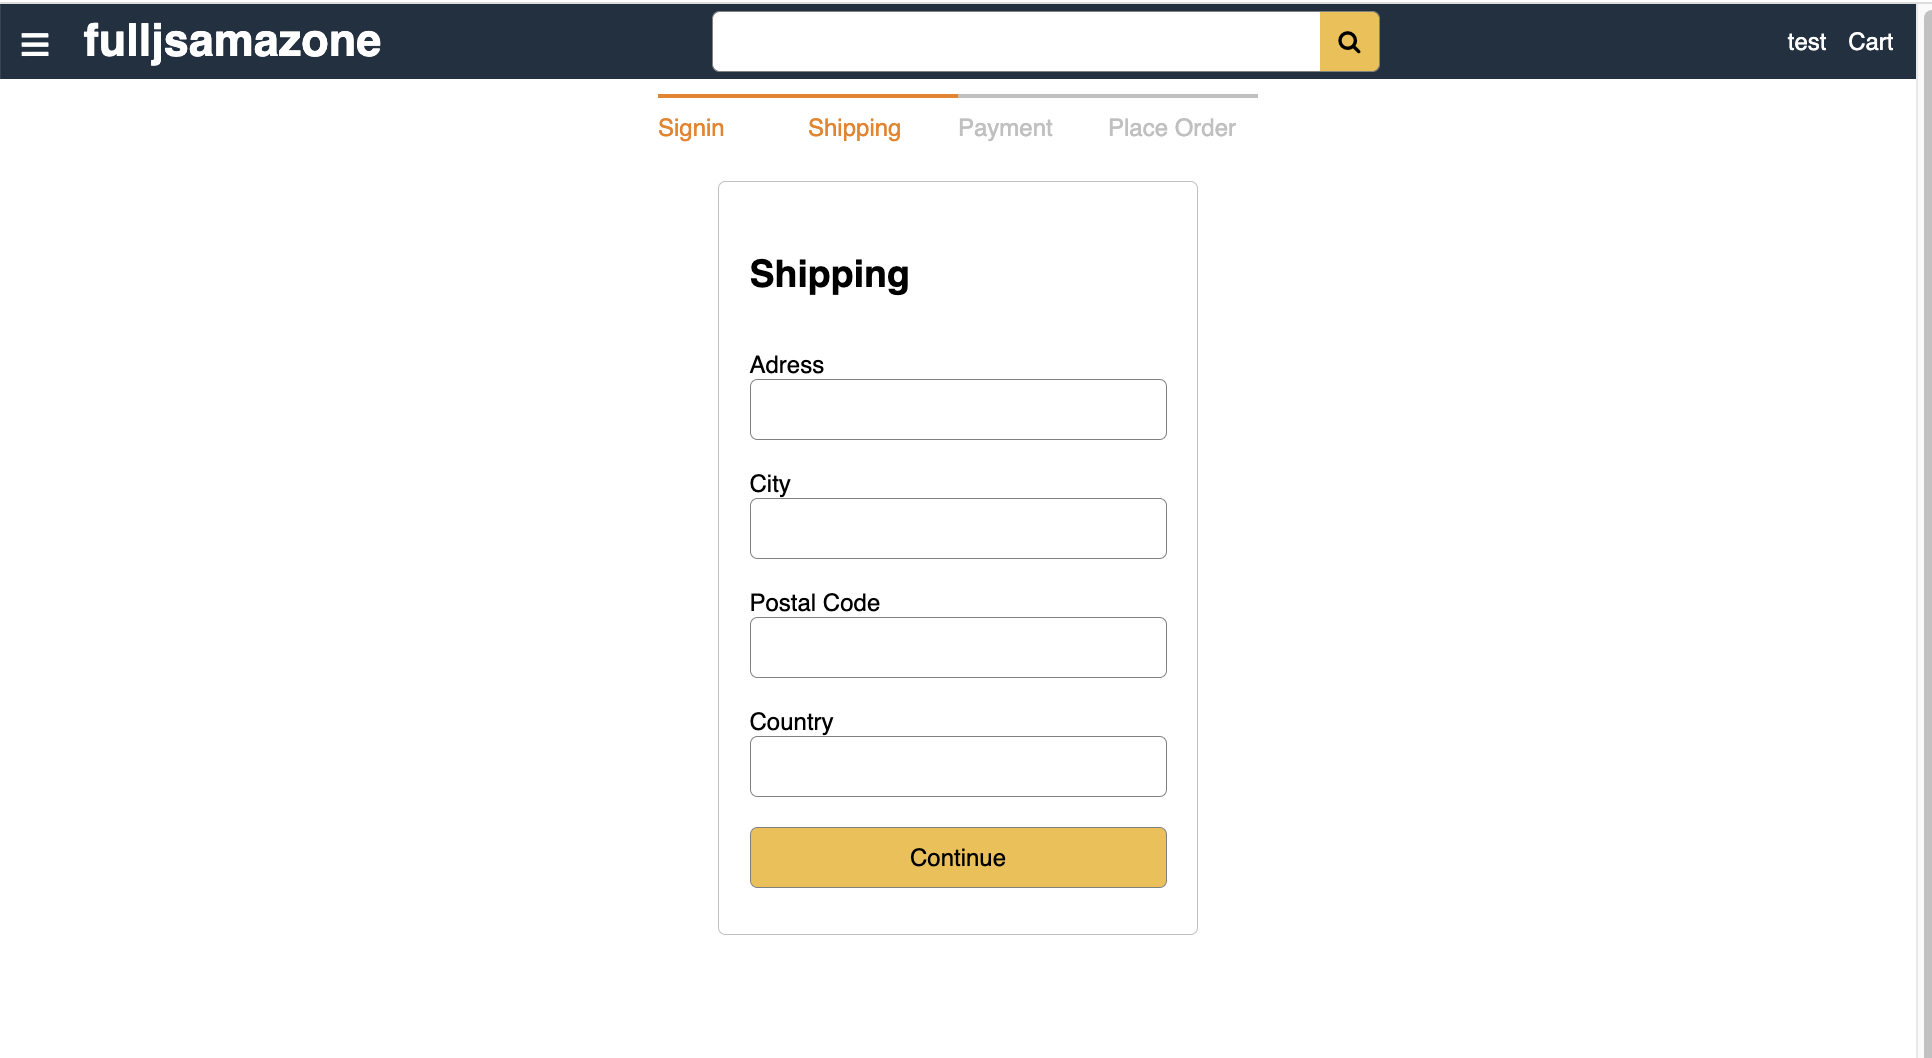 fulljsamazone test Cart
Signin Shipping Payment Place Order
Shipping
Adress
City
Postal Code
Country
Continue